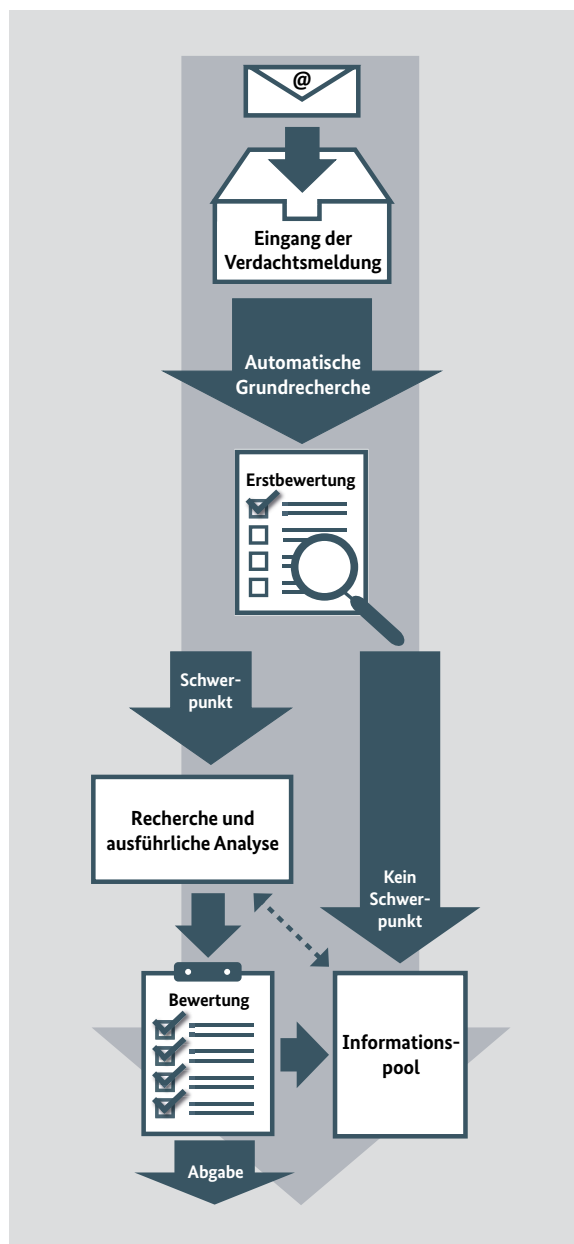 @
Eingang der
Verdachtsmeldung
Automatische
Grundrecherche
Erstbewertung
Schwer-
punkt
Recherche und
ausführliche Analyse
Kein
Schwer-
punkt
Bewertung
Informations-
pool
Abgabe